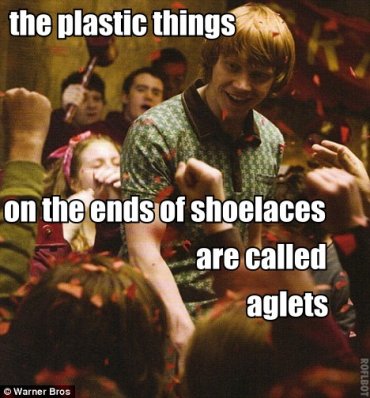 the plastic things
on the ends of shoelaces
are called
aglets
© Warner Bros
ROFLBOT